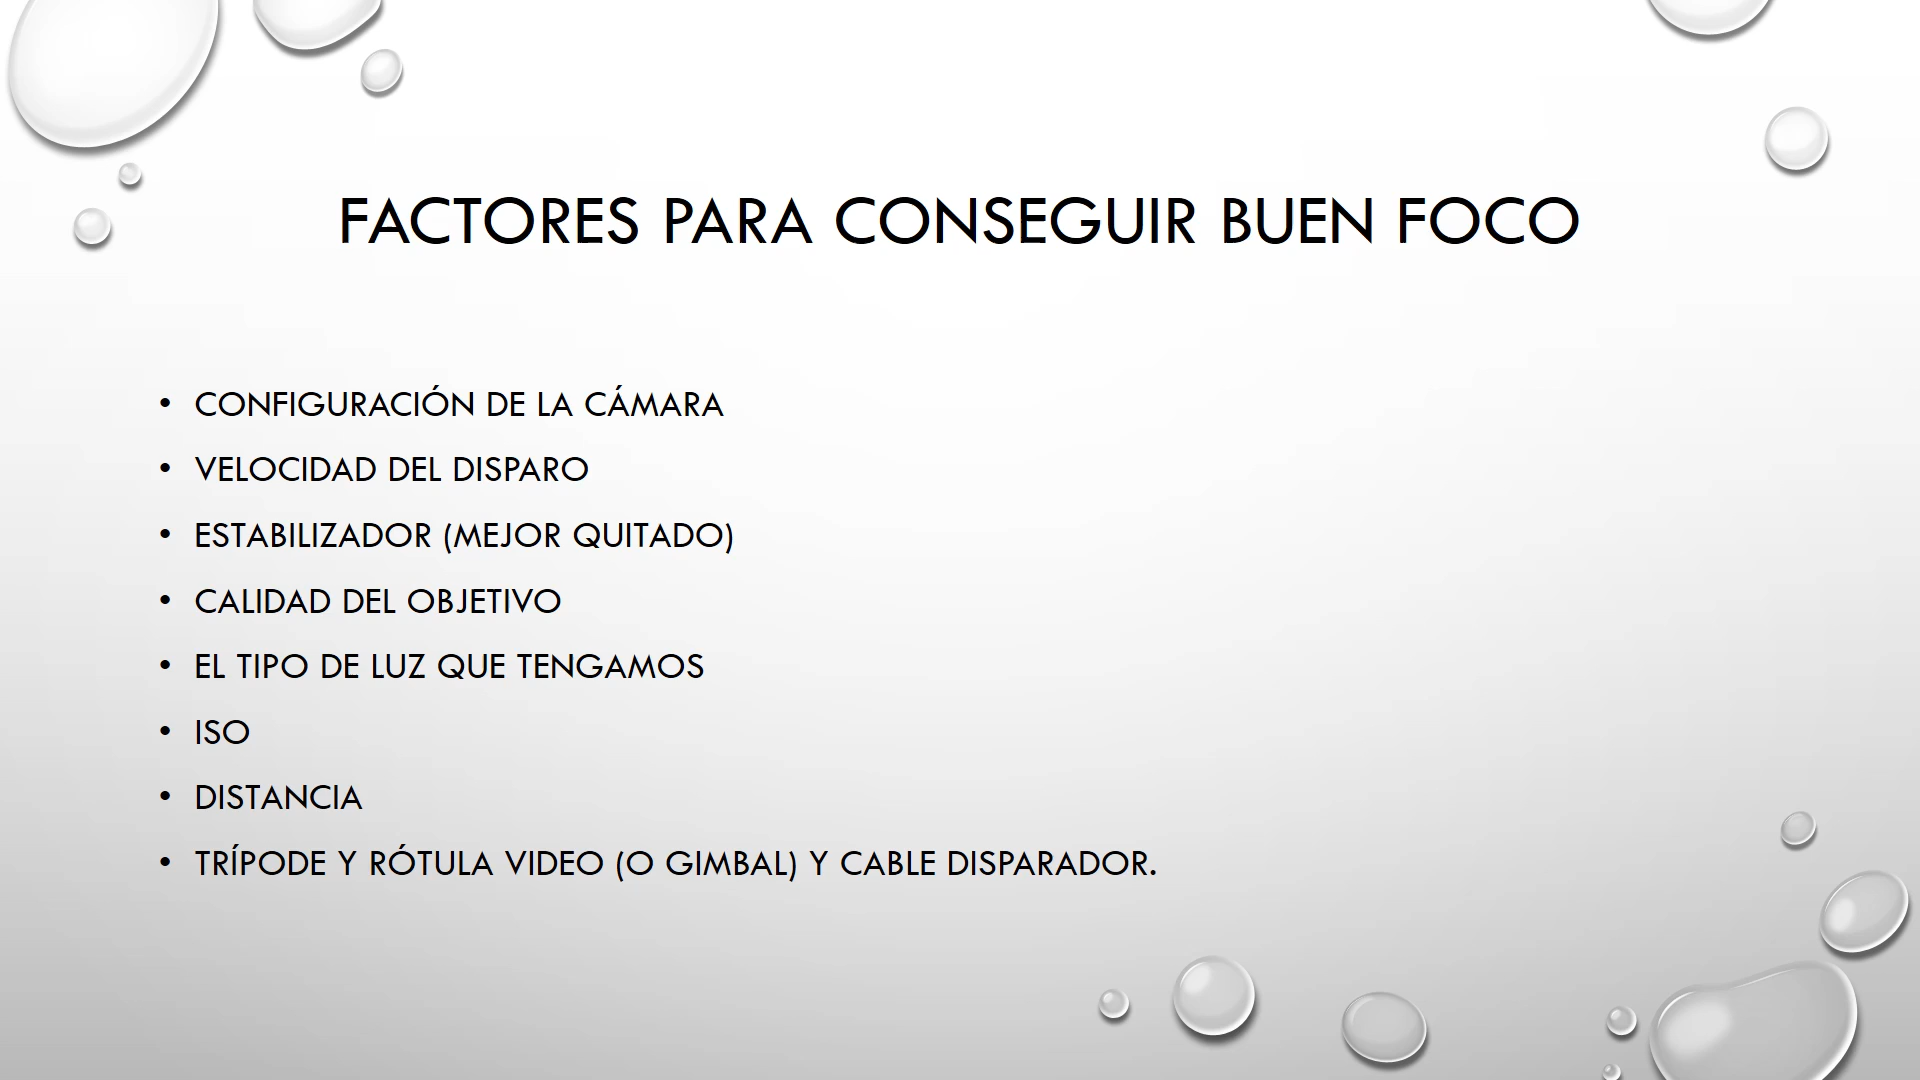 FACTORES PARA CONSEGUIR BUEN FOCO
• CONFIGURACIÓN DE LA CÁMARA
• VELOCIDAD DEL DISPARO
• ESTABILIZADOR (MEJOR QUITADO)
• CALIDAD DEL OBJETIVO
• EL TIPO DE LUZ QUE TENGAMOS
• ISO
• DISTANCIA
• TRÍPODE Y RÓTULA VIDEO (O GIMBAL) Y CABLE DISPARADOR.